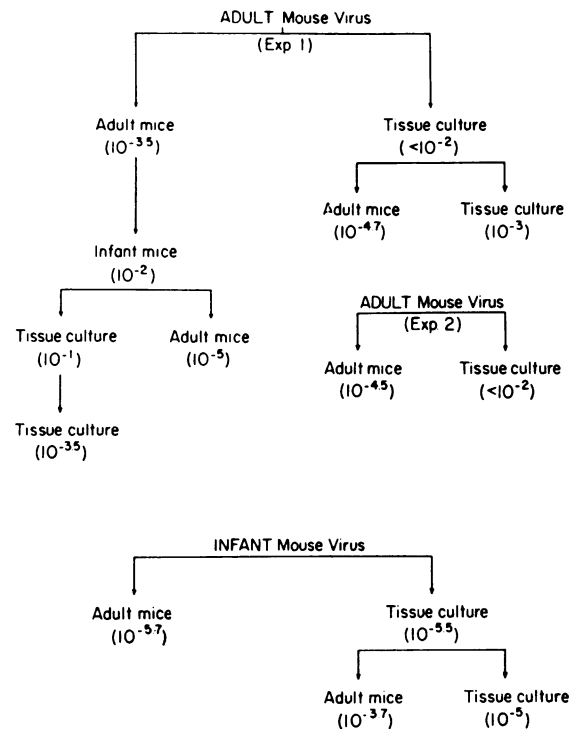 ADULT Mouse Virus
(Exp 1)
Adult mice
(10^-3.5)
Tissue culture
(<10^-2)
Adult mice
(10^-4.7)
Tissue culture
(10^-3)
Infant mice
(10^-2)
Tissue culture
(10^-1)
Adult mice
(10^-5)
Tissue culture
(10^-3.5)
ADULT Mouse Virus
(Exp. 2)
Adult mice
(10^-4.5)
Tissue culture
(<10^-2)
INFANT Mouse Virus
Adult mice
(10^-5.7)
Tissue culture
(10^-5.5)
Adult mice
(10^-3.7)
Tissue culture
(10^-5)